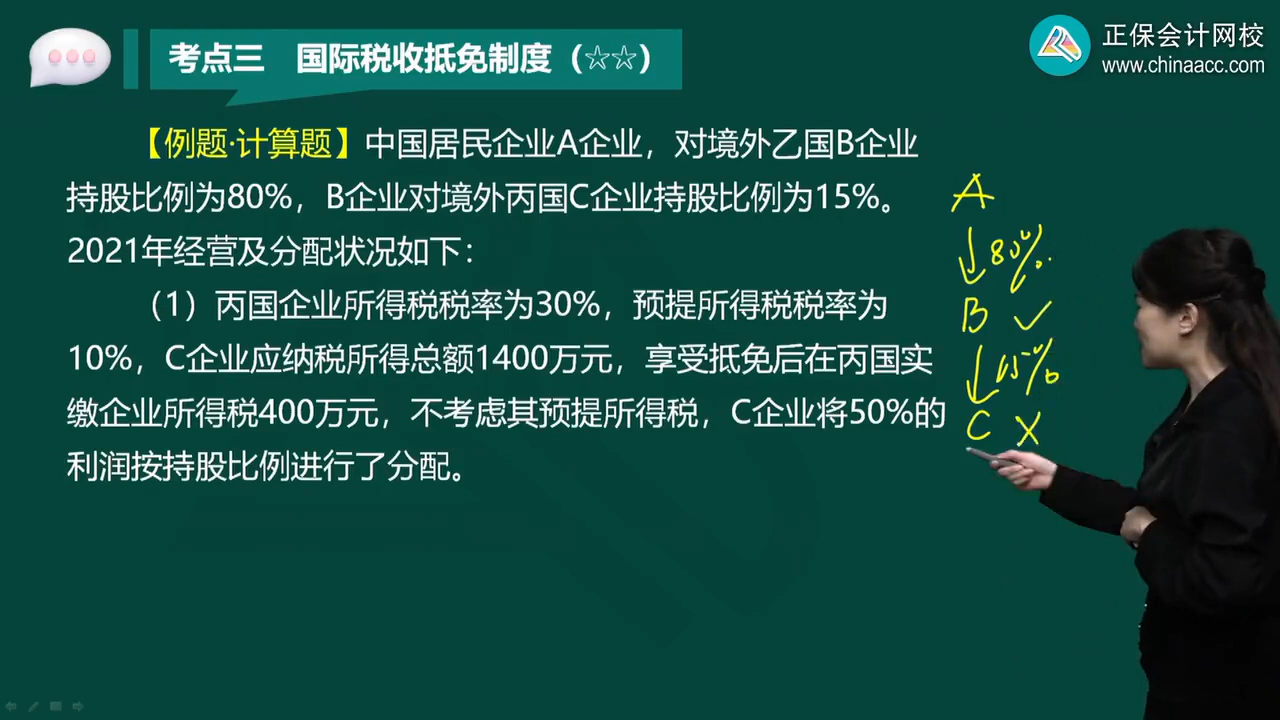 考点三 国际税收抵免制度（☆☆）
正保会计网校
www.chinaacc.com
【例题·计算题】中国居民企业A企业，对境外乙国B企业
持股比例为80%，B企业对境外丙国C企业持股比例为15%。
2021年经营及分配状况如下：
（1）丙国企业所得税税率为30%，预提所得税税率为
10%，C企业应纳税所得总额1400万元，享受抵免后在丙国实
缴企业所得税400万元，不考虑其预提所得税，C企业将50%的
利润按持股比例进行了分配。
A
80%
B ✓
15%
C X